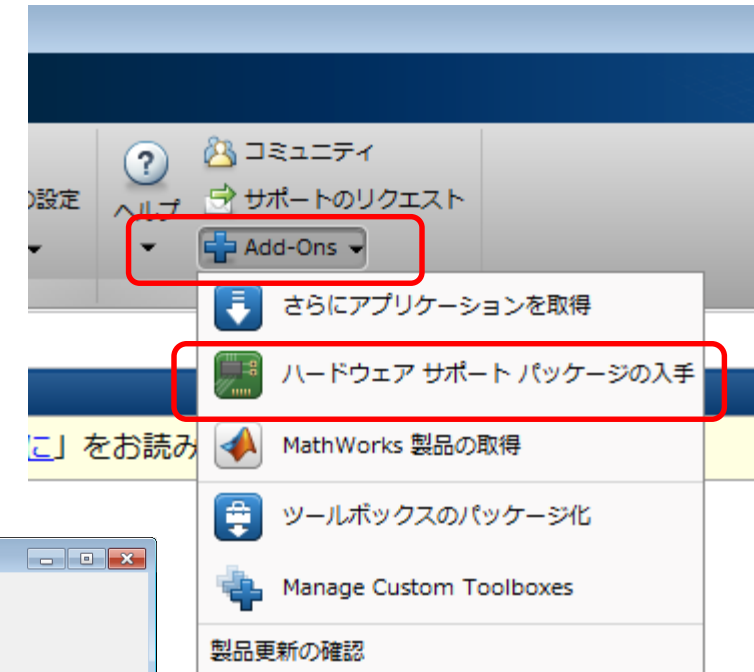 コミュニティ
の設定
ヘルプ
サポートのリクエスト
Add-Ons
さらにアプリケーションを取得
ハードウェア サポート パッケージの入手
に」をお読み
MathWorks 製品の取得
ツールボックスのパッケージ化
Manage Custom Toolboxes
製品更新の確認